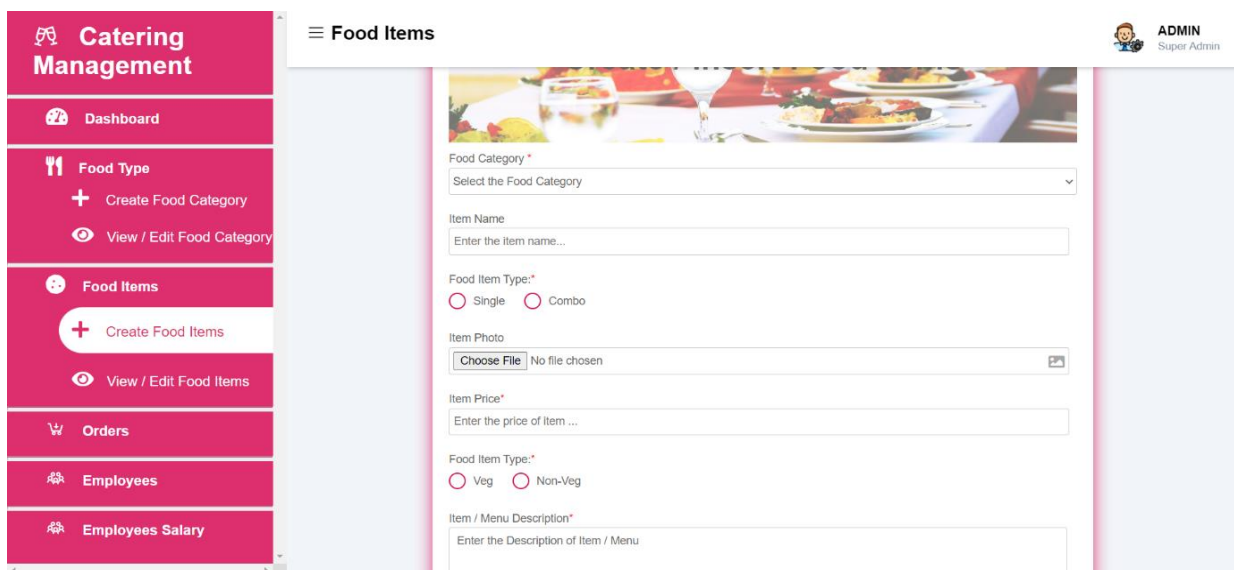 Catering
Management
Dashboard
Food Type
Create Food Category
View / Edit Food Category
Food Items
Create Food Items
View / Edit Food Items
Orders
Employees
Employees Salary
Food Items
ADMIN
Super Admin
Food Category *
Select the Food Category
Item Name
Enter the item name...
Food Item Type:*
Single Combo
Item Photo
Choose File No file chosen
Item Price*
Enter the price of item ...
Food Item Type:*
Veg Non-Veg
Item / Menu Description*
Enter the Description of Item / Menu